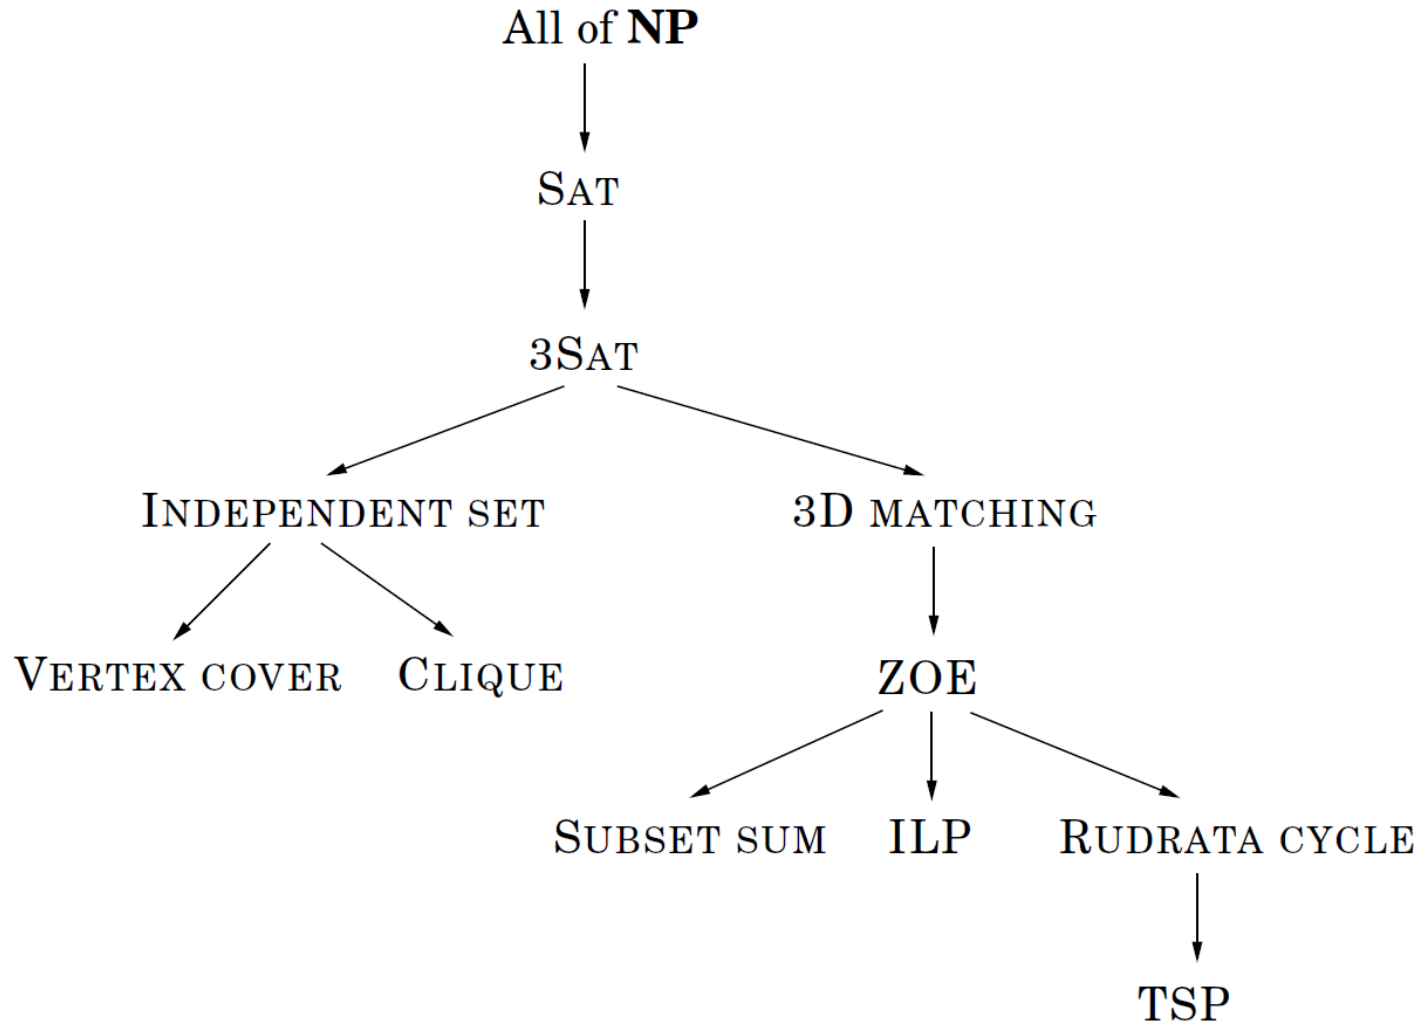 All of NP
SAT
3SAT
INDEPENDENT SET
3D MATCHING
VERTEX COVER
CLIQUE
ZOE
SUBSET SUM
ILP
RUDRATA CYCLE
TSP